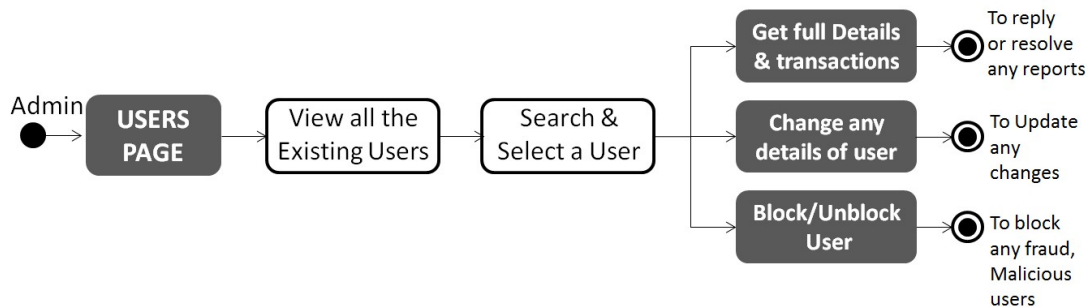 Admin
USERS
PAGE
View all the
Existing Users
Search &
Select a User
Get full Details
& transactions
To reply
or resolve
any reports
Change any
details of user
To Update
any
changes
Block/Unblock
User
To block
any fraud,
Malicious
users